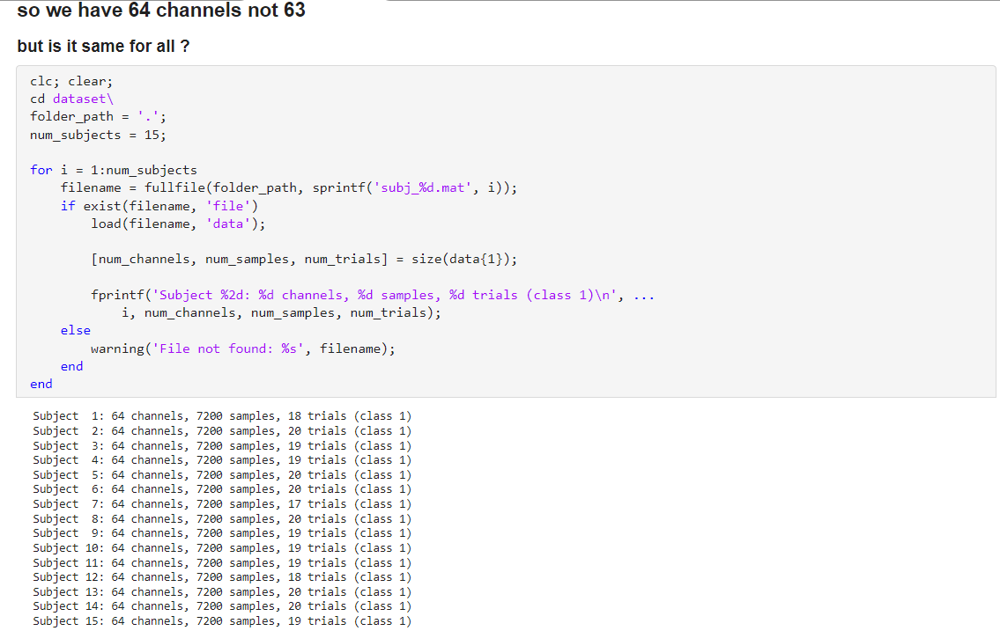 so we have 64 channels not 63
but is it same for all ?
clc; clear;
cd dataset\
folder_path = '.';
num_subjects = 15;
for i = 1:num_subjects
filename = fullfile(folder_path, sprintf('subj_%d.mat', i));
if exist(filename, 'file')
load(filename, 'data');
[num_channels, num_samples, num_trials] = size(data{1});
fprintf('Subject %2d: %d channels, %d samples, %d trials (class 1)\n', ...
i, num_channels, num_samples, num_trials);
else
warning('File not found: %s', filename);
end
end
Subject  1: 64 channels, 7200 samples, 18 trials (class 1)
Subject  2: 64 channels, 7200 samples, 20 trials (class 1)
Subject  3: 64 channels, 7200 samples, 19 trials (class 1)
Subject  4: 64 channels, 7200 samples, 19 trials (class 1)
Subject  5: 64 channels, 7200 samples, 20 trials (class 1)
Subject  6: 64 channels, 7200 samples, 20 trials (class 1)
Subject  7: 64 channels, 7200 samples, 17 trials (class 1)
Subject  8: 64 channels, 7200 samples, 20 trials (class 1)
Subject  9: 64 channels, 7200 samples, 19 trials (class 1)
Subject 10: 64 channels, 7200 samples, 19 trials (class 1)
Subject 11: 64 channels, 7200 samples, 19 trials (class 1)
Subject 12: 64 channels, 7200 samples, 18 trials (class 1)
Subject 13: 64 channels, 7200 samples, 20 trials (class 1)
Subject 14: 64 channels, 7200 samples, 20 trials (class 1)
Subject 15: 64 channels, 7200 samples, 19 trials (class 1)